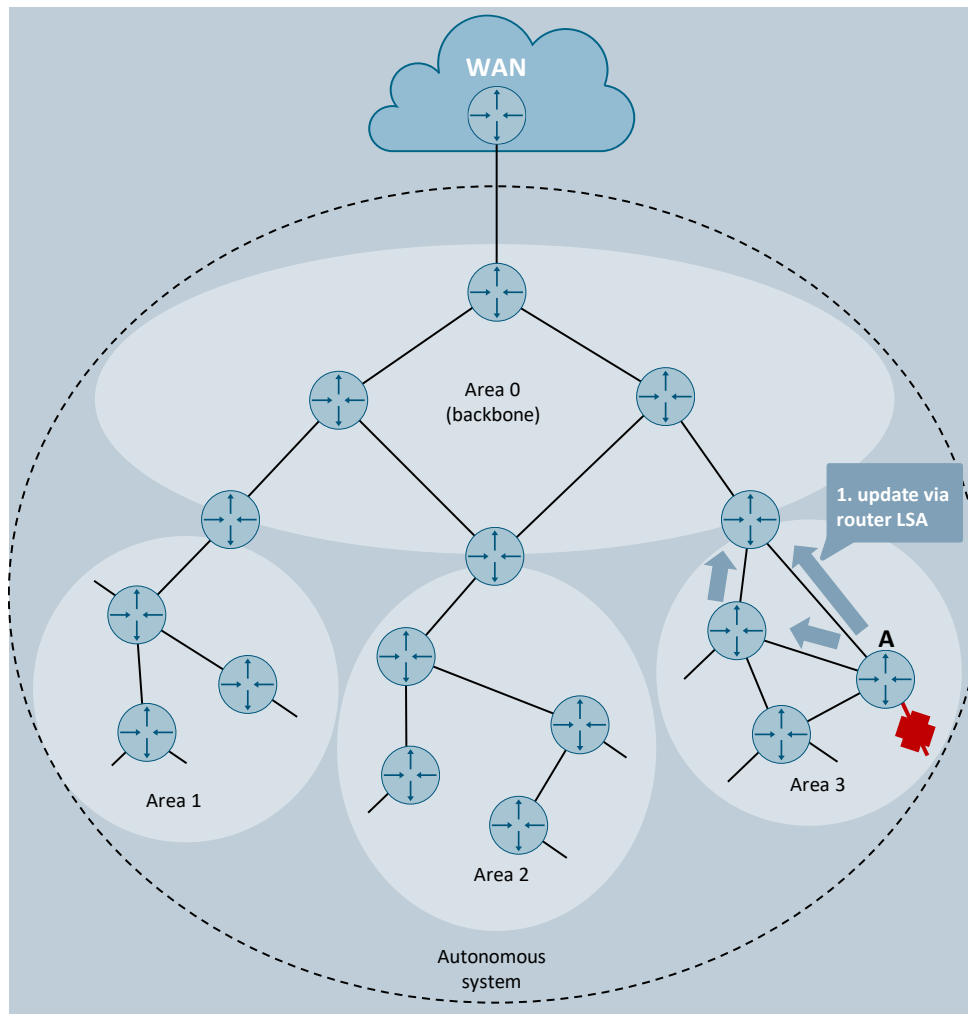 WAN
Area 0
(backbone)
1. update via
router LSA
A
Area 3
Area 1
Area 2
Autonomous
system